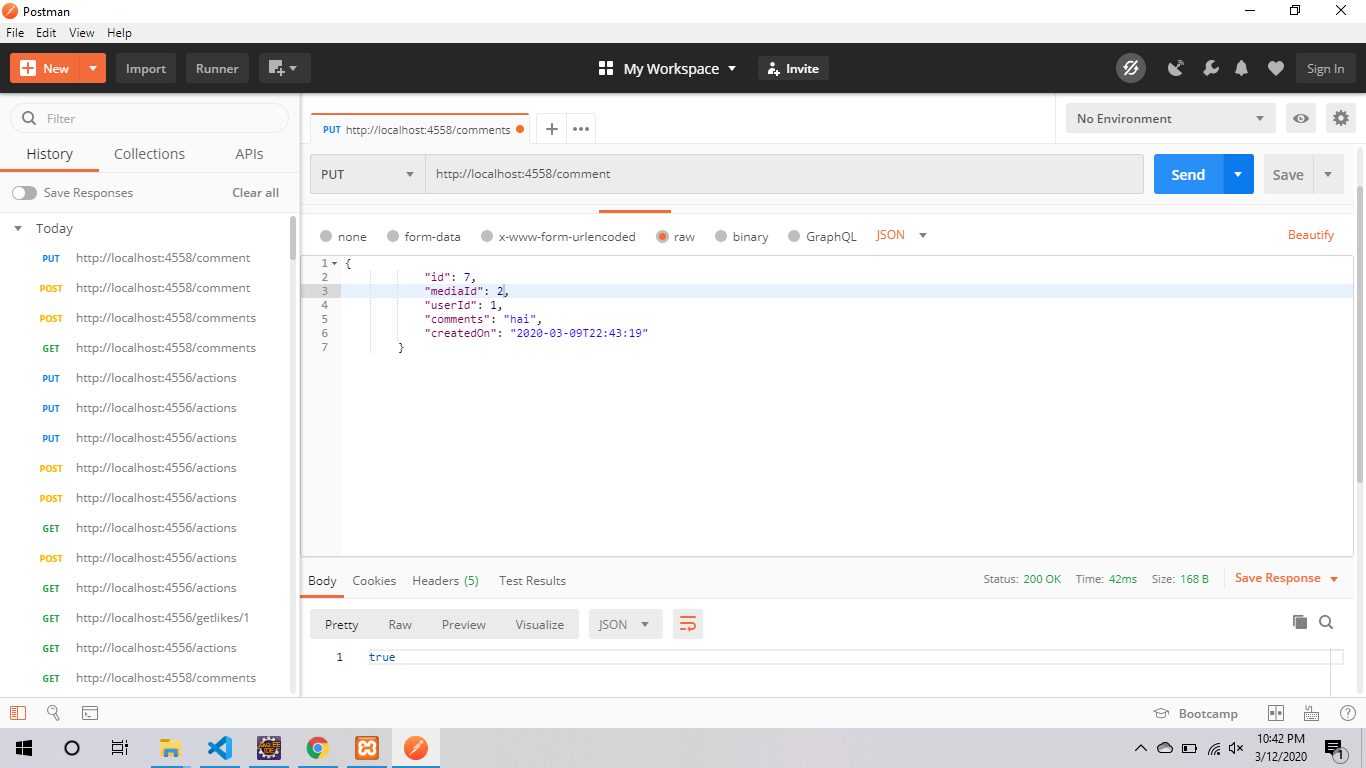 Postman
File Edit View Help
New Import Runner My Workspace Invite Sign In
Filter
History Collections APIs
Save Responses Clear all
Today
PUT http://localhost:4558/comment
POST http://localhost:4558/comment
POST http://localhost:4558/comments
GET http://localhost:4558/comments
PUT http://localhost:4556/actions
PUT http://localhost:4556/actions
PUT http://localhost:4556/actions
POST http://localhost:4556/actions
POST http://localhost:4556/actions
GET http://localhost:4556/actions
POST http://localhost:4556/actions
GET http://localhost:4556/actions
GET http://localhost:4556/getlikes/1
GET http://localhost:4556/actions
GET http://localhost:4558/comments
PUT http://localhost:4558/comments
No Environment
PUT http://localhost:4558/comment Send Save
none form-data x-www-form-urlencoded raw binary GraphQL JSON Beautify
1 {
2 "id": 7,
3 "mediaId": 2,
4 "userId": 1,
5 "comments": "hai",
6 "createdOn": "2020-03-09T22:43:19"
7 }
Body Cookies Headers (5) Test Results Status: 200 OK Time: 42ms Size: 168 B Save Response
Pretty Raw Preview Visualize JSON
1 true
Bootcamp
JAVA EE
IDE
10:42 PM
3/12/2020
1